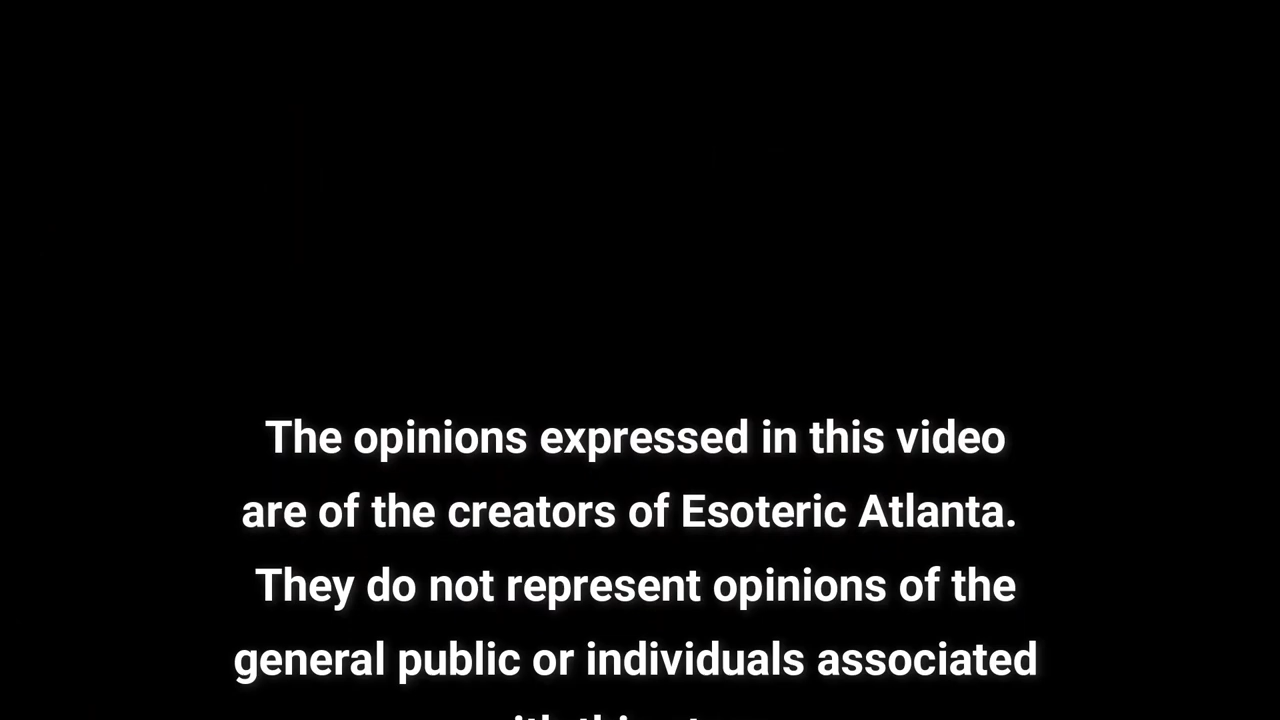 The opinions expressed in this video
are of the creators of Esoteric Atlanta.
They do not represent opinions of the
general public or individuals associated